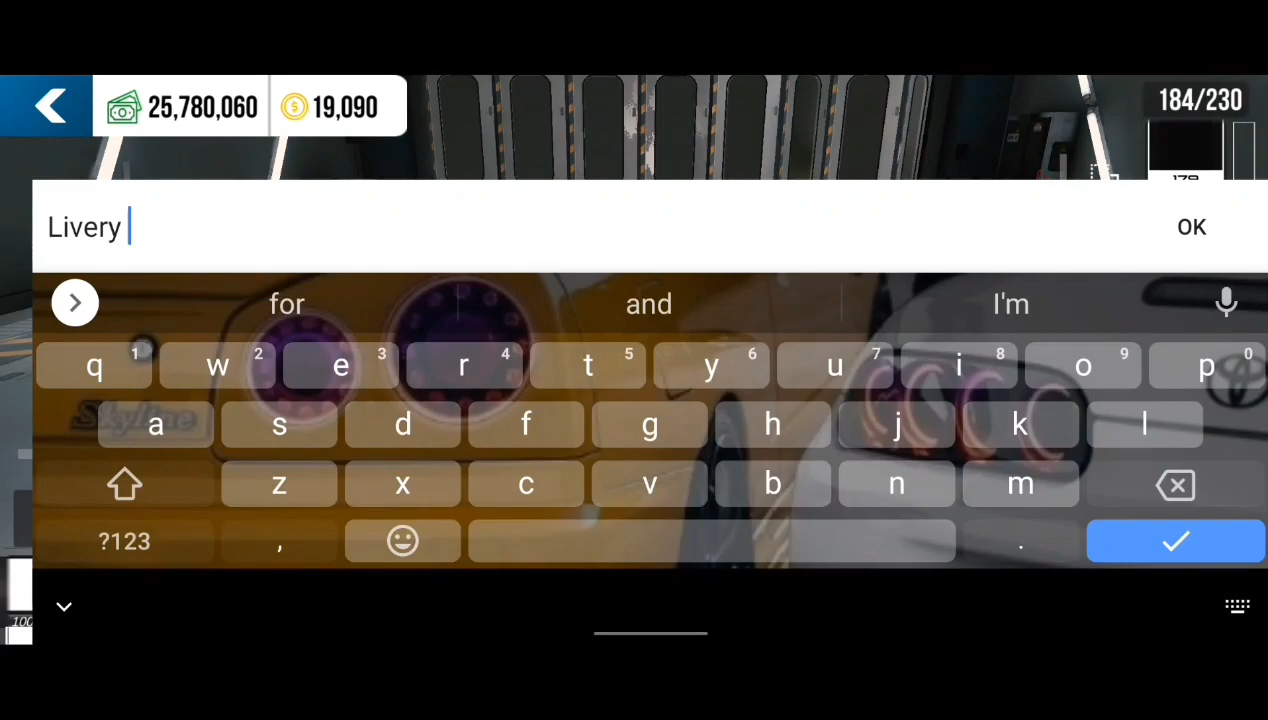 25,780,060 19,090 184/230
Livery OK
for and I'm
q 1 w 2 e 3 r 4 t 5 y 6 u 7 i 8 o 9 p 0
Skyline
a s d f g h j k l
z x c v b n m
?123 , .
100